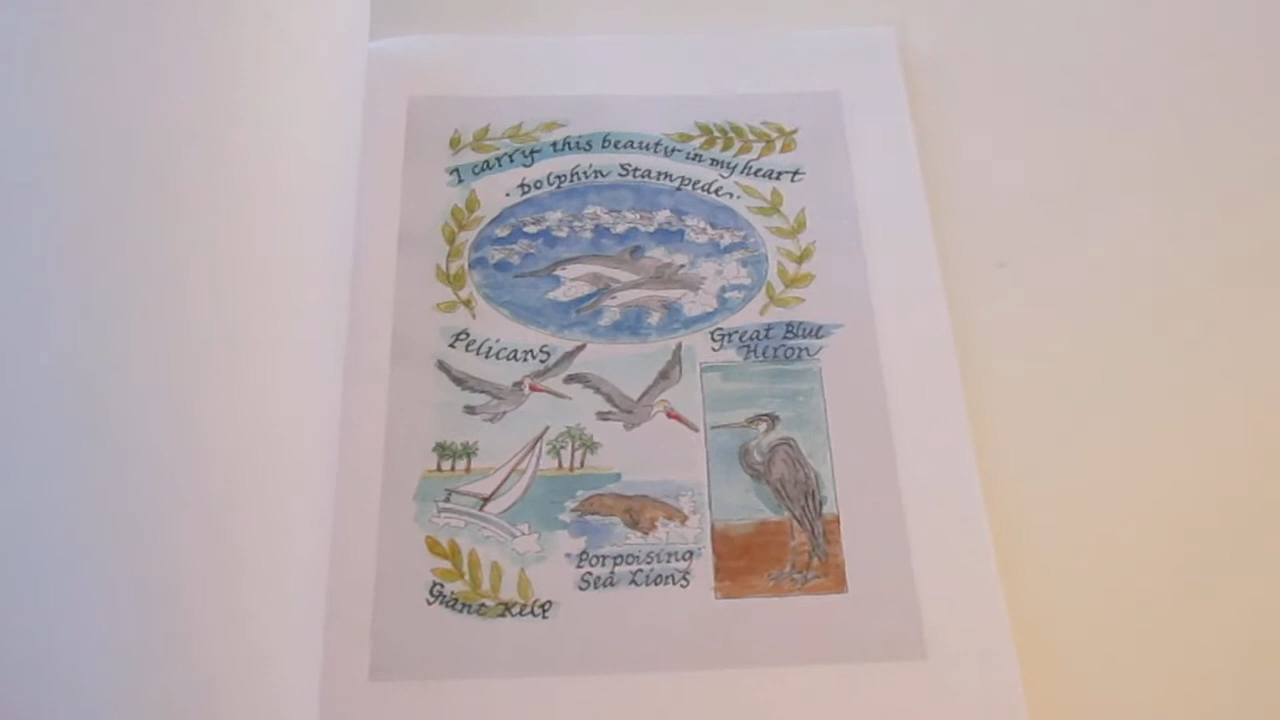 I carry this beauty in my heart
· Dolphin Stampede ·
Pelicans
Great Blue
Heron
"Porpoising"
Sea Lions
Giant Kelp